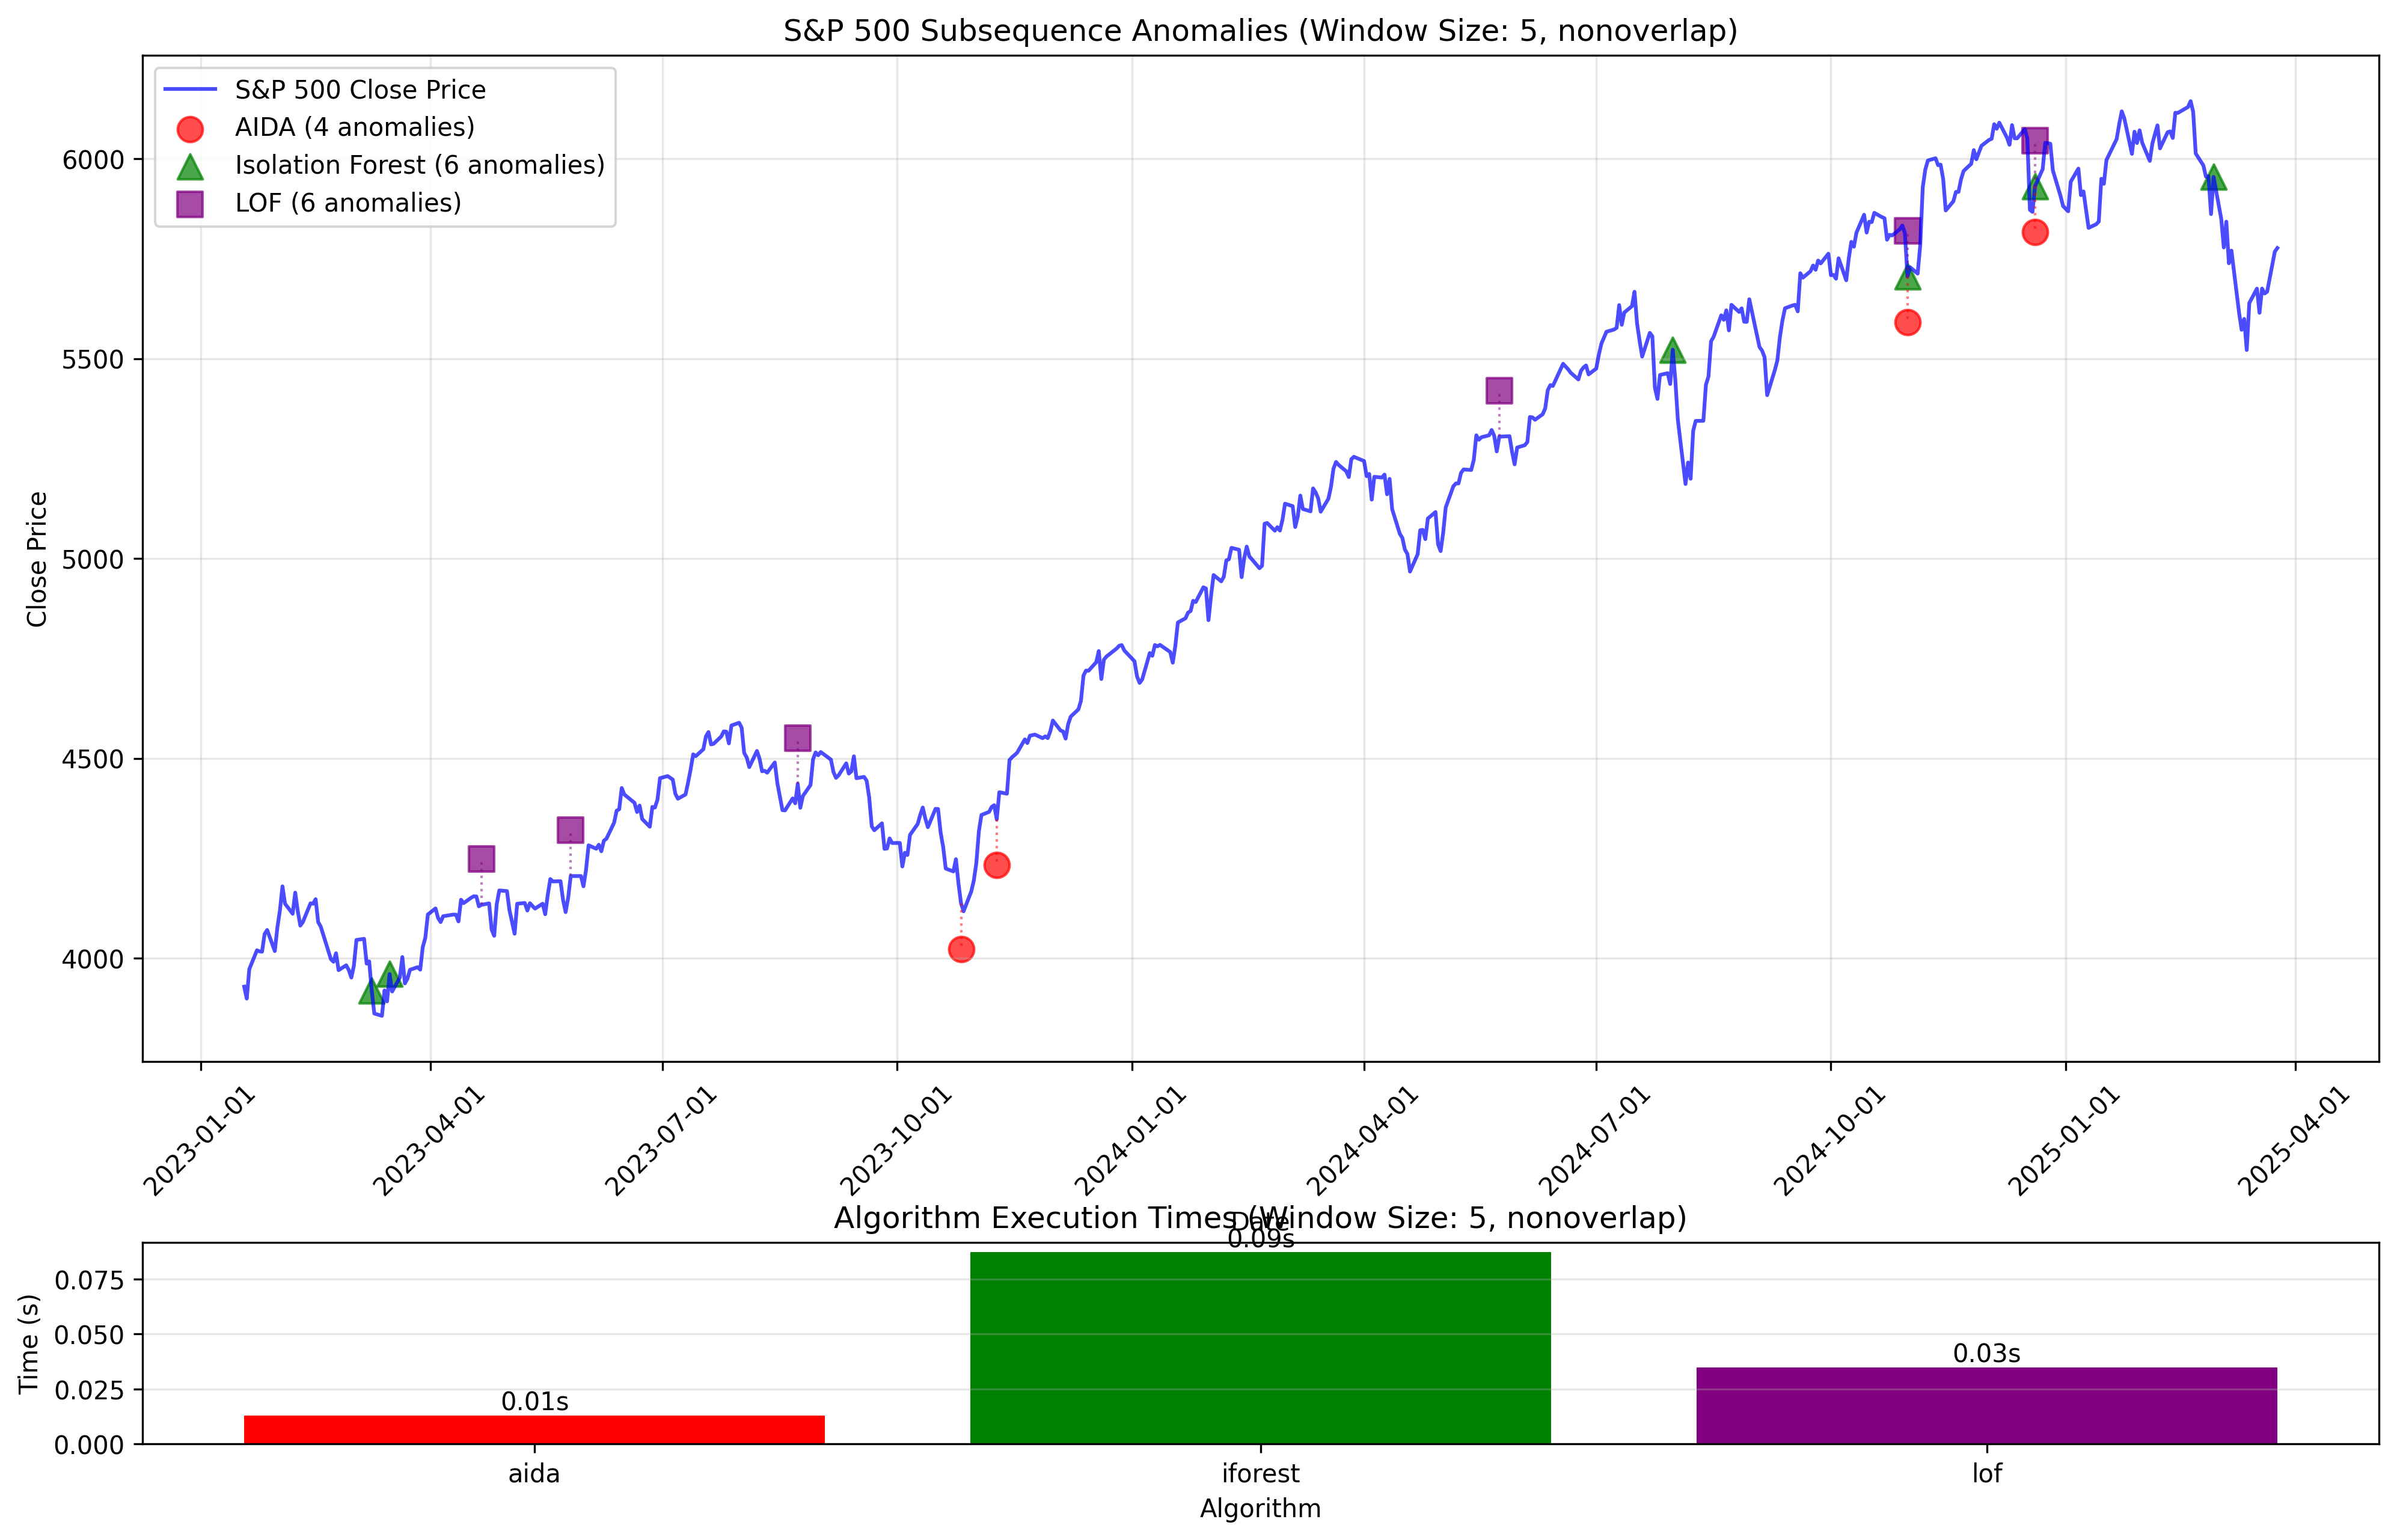 S&P 500 Subsequence Anomalies (Window Size: 5, nonoverlap)
S&P 500 Close Price
AIDA (4 anomalies)
Isolation Forest (6 anomalies)
LOF (6 anomalies)
Close Price
6000
5500
5000
4500
4000
2023-01-01
2023-04-01
2023-07-01
2023-10-01
2024-01-01
2024-04-01
2024-07-01
2024-10-01
2025-01-01
2025-04-01
Date
Algorithm Execution Times (Window Size: 5, nonoverlap)
Time (s)
0.075
0.050
0.025
0.000
0.01s
0.09s
0.03s
aida
iforest
lof
Algorithm